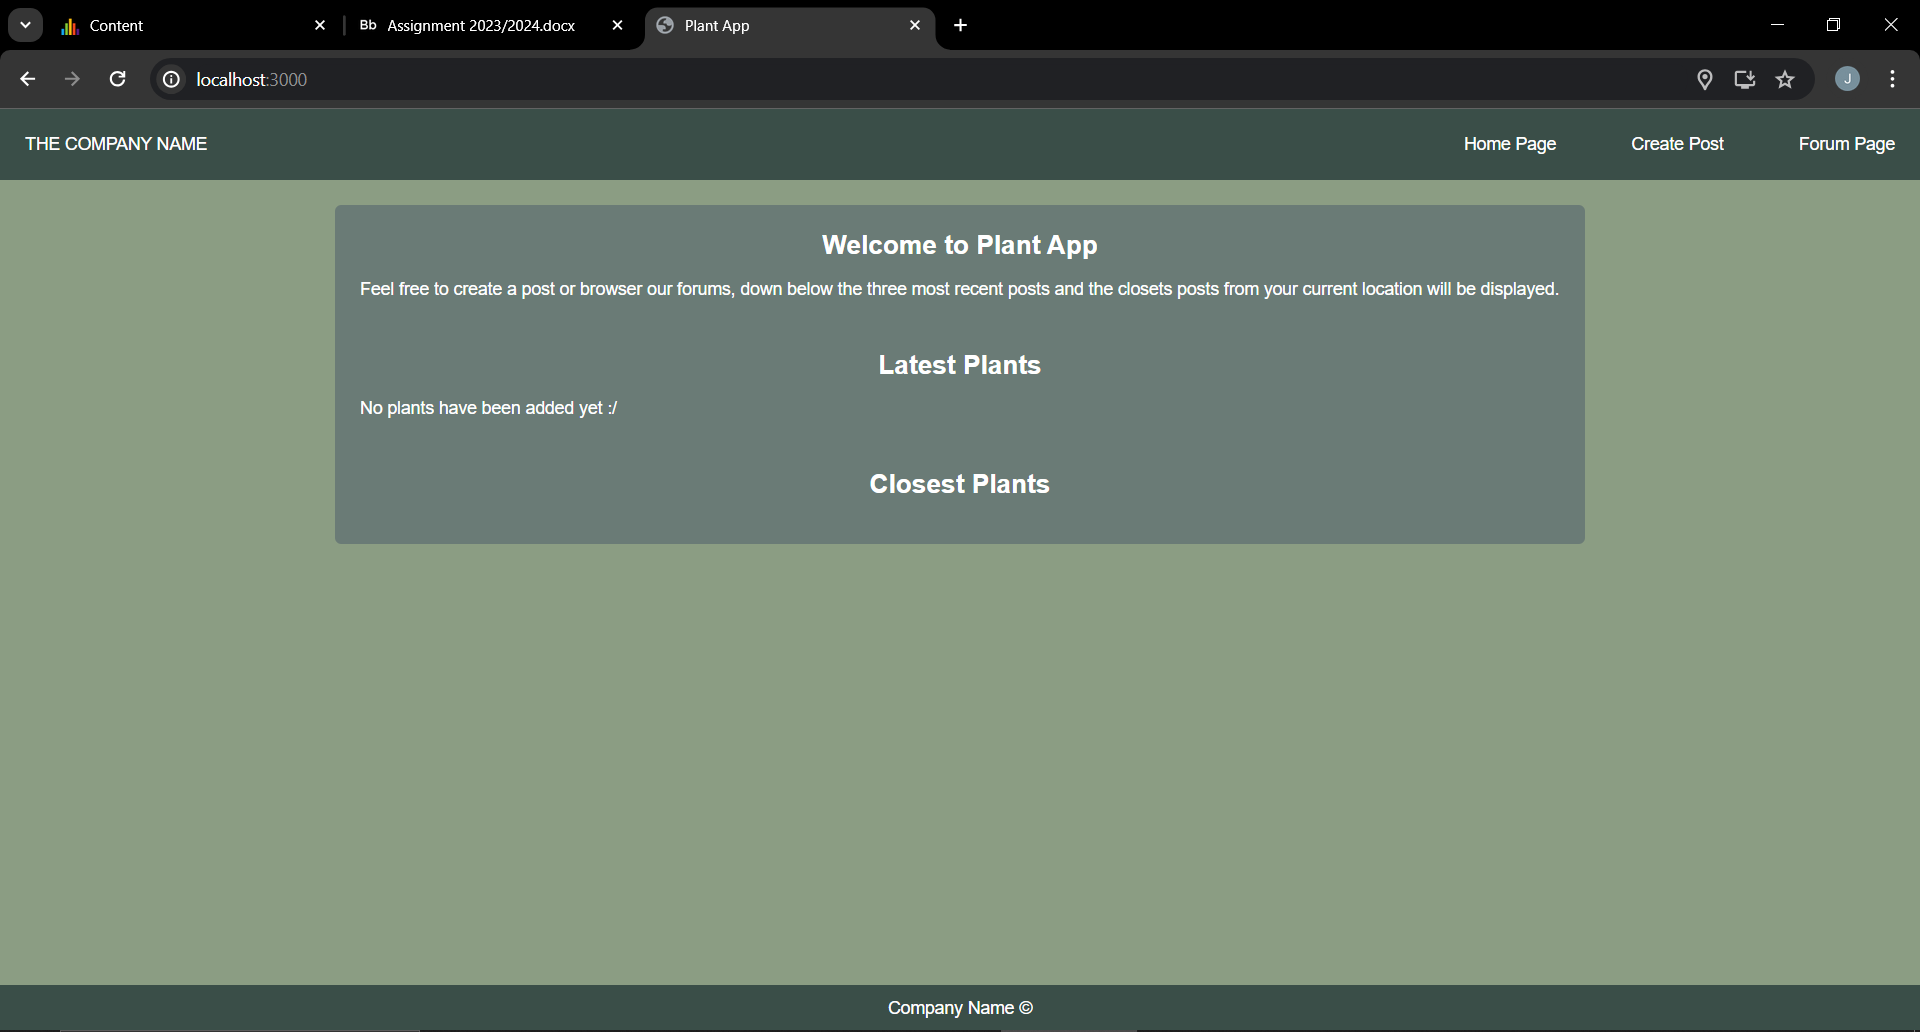 Content
Bb Assignment 2023/2024.docx
Plant App
localhost:3000
J
THE COMPANY NAME
Home Page
Create Post
Forum Page
Welcome to Plant App
Feel free to create a post or browser our forums, down below the three most recent posts and the closets posts from your current location will be displayed.
Latest Plants
No plants have been added yet :/
Closest Plants
Company Name ©